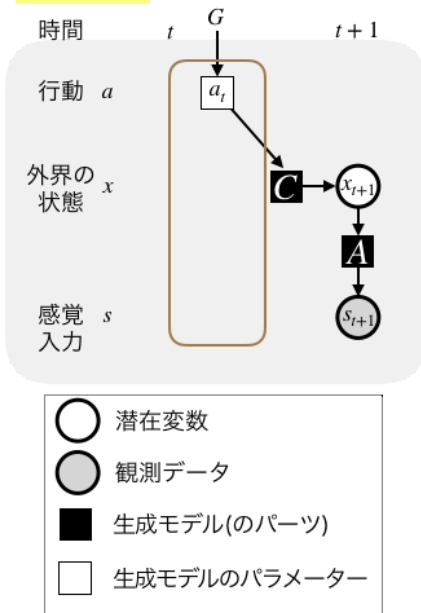 時間 t G t + 1
行動 a a_t
外界の
状態 x C x_{t+1}
A
感覚
入力 s s_{t+1}
潜在変数
観測データ
生成モデル(のパーツ)
生成モデルのパラメーター